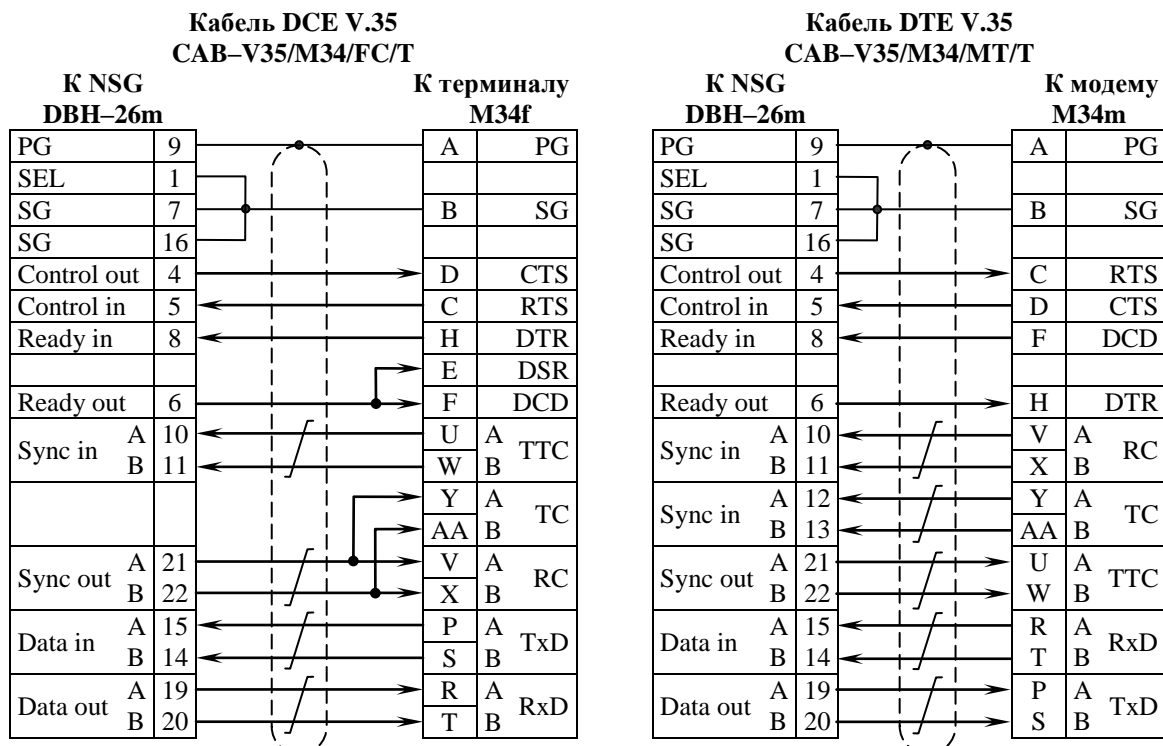 Кабель DCE V.35
CAB–V35/M34/FC/T
К NSG К терминалу
DBH–26m M34f
PG 9 A PG
SEL 1
SG 7 B SG
SG 16
Control out 4 D CTS
Control in 5 C RTS
Ready in 8 H DTR
E DSR
Ready out 6 F DCD
Sync in A 10 U A TTC
B 11 W B
Y A TC
AA B
Sync out A 21 V A RC
B 22 X B
Data in A 15 P A TxD
B 14 S B
Data out A 19 R A RxD
B 20 T B
Кабель DTE V.35
CAB–V35/M34/MT/T
К NSG К модему
DBH–26m M34m
PG 9 A PG
SEL 1
SG 7 B SG
SG 16
Control out 4 C RTS
Control in 5 D CTS
Ready in 8 F DCD
Ready out 6 H DTR
Sync in A 10 V A RC
B 11 X B
Sync in A 12 Y A TC
B 13 AA B
Sync out A 21 U A TTC
B 22 W B
Data in A 15 R A RxD
B 14 T B
Data out A 19 P A TxD
B 20 S B